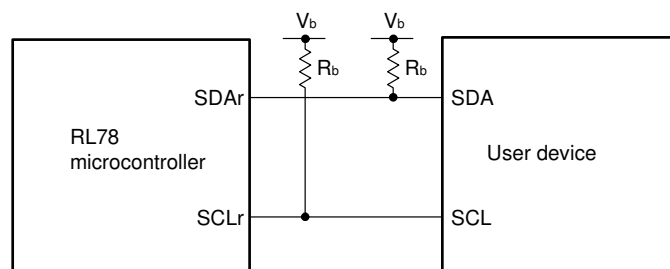 Vb Vb
Rb Rb
SDAr SDA
RL78
microcontroller
User device
SCLr SCL